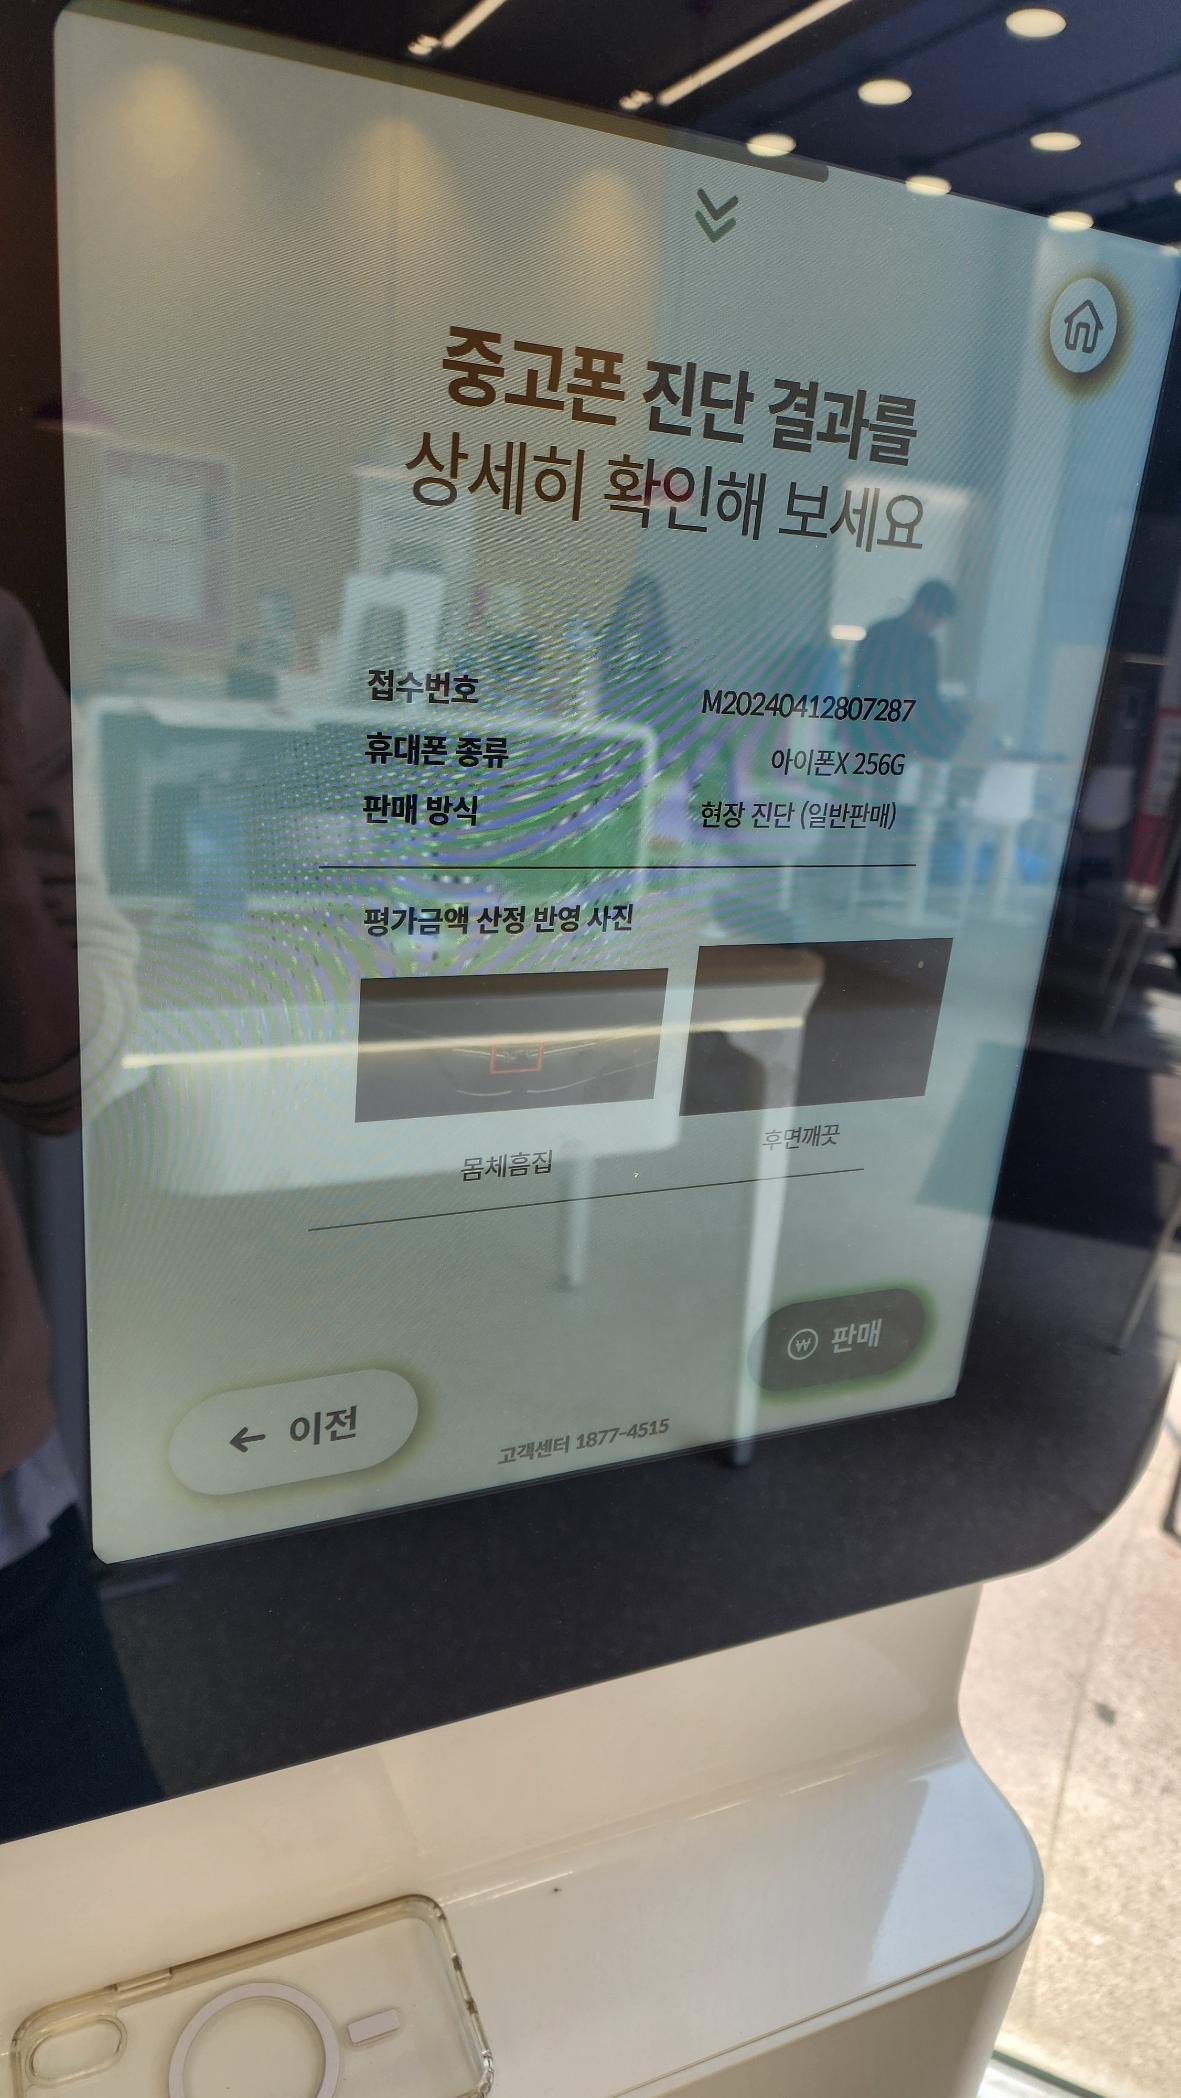 중고폰 진단 결과를
상세히 확인해 보세요
접수번호 M20240412807287
휴대폰 종류 아이폰X 256G
판매 방식 현장 진단 (일반판매)
평가금액 산정 반영 사진
몸체흠집 후면깨끗
₩ 판매
← 이전
고객센터 1877-4515